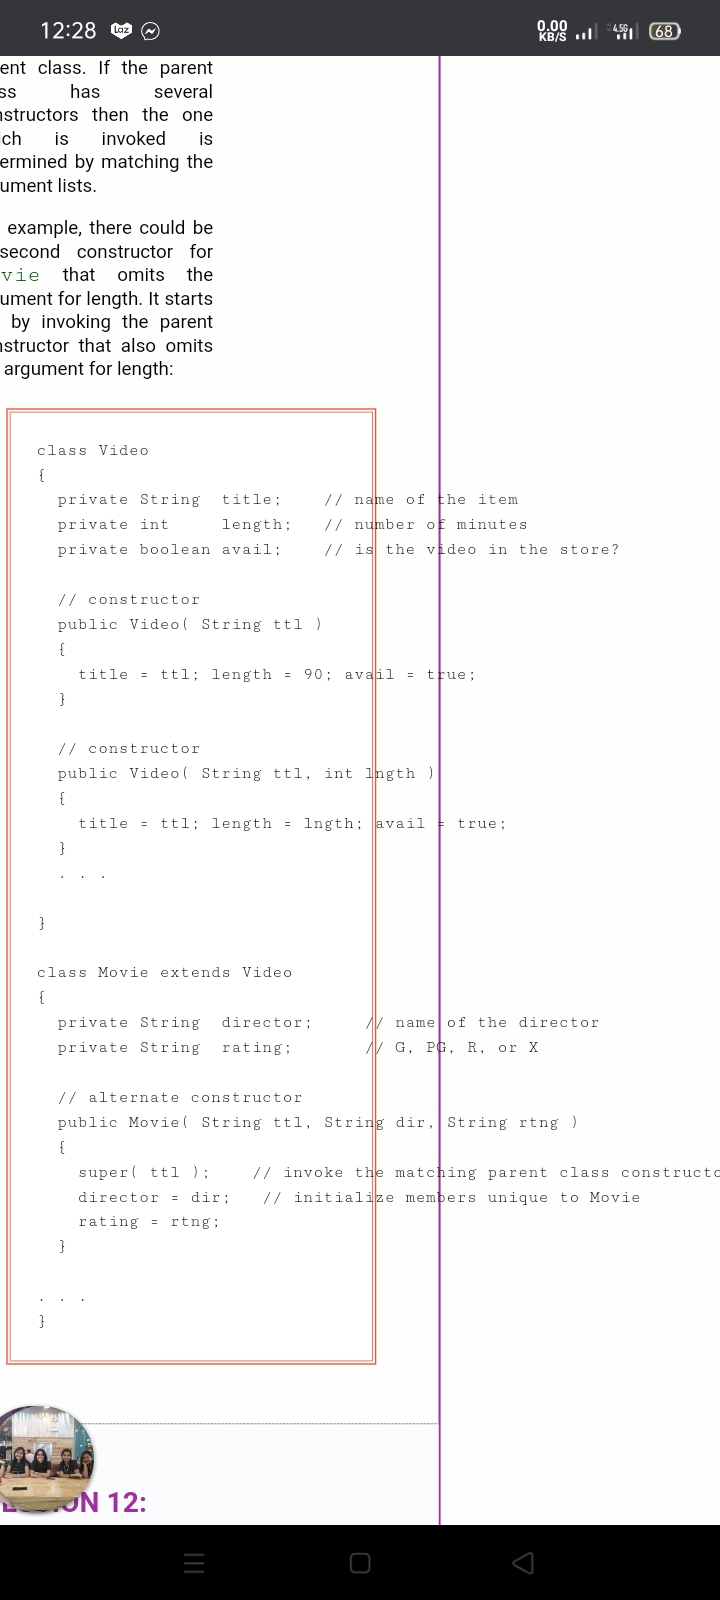 12:28 Laz 0.00 KB/S 4.5G 68
ent class. If the parent
ss has several
nstructors then the one
ich is invoked is
ermined by matching the
ument lists.
example, there could be
second constructor for
vie that omits the
ument for length. It starts
by invoking the parent
nstructor that also omits
argument for length:
class Video
{
private String title; // name of the item
private int length; // number of minutes
private boolean avail; // is the video in the store?
// constructor
public Video( String ttl )
{
title = ttl; length = 90; avail = true;
}
// constructor
public Video( String ttl, int lngth )
{
title = ttl; length = lngth; avail = true;
}
. . .
}
class Movie extends Video
{
private String director; // name of the director
private String rating; // G, PG, R, or X
// alternate constructor
public Movie( String ttl, String dir, String rtng )
{
super( ttl ); // invoke the matching parent class constructo
director = dir; // initialize members unique to Movie
rating = rtng;
}
. . .
}
ON 12: